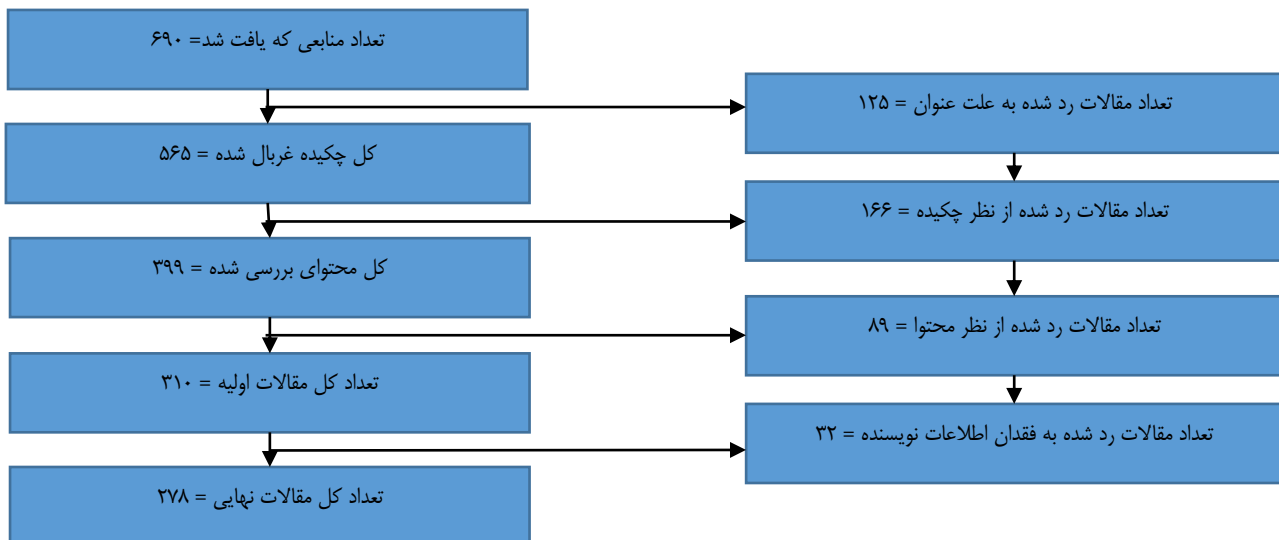 تعداد منابعی که یافت شد= ۶۹۰
تعداد مقالات رد شده به علت عنوان = ۱۲۵
کل چکیده غربال شده = ۵۶۵
تعداد مقالات رد شده از نظر چکیده = ۱۶۶
کل محتوای بررسی شده = ۳۹۹
تعداد مقالات رد شده از نظر محتوا = ۸۹
تعداد کل مقالات اولیه = ۳۱۰
تعداد مقالات رد شده به فقدان اطلاعات نویسنده = ۳۲
تعداد کل مقالات نهایی = ۲۷۸